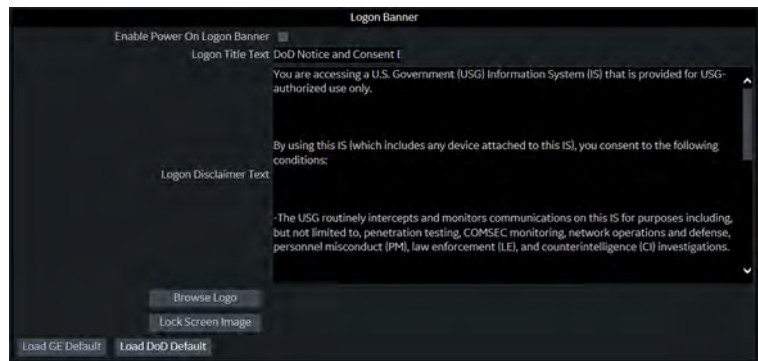 Logon Banner
Enable Power On Logon Banner
Logon Title Text DoD Notice and Consent E
You are accessing a U.S. Government (USG) Information System (IS) that is provided for USG-
authorized use only.
By using this IS (which includes any device attached to this IS), you consent to the following
conditions:
Logon Disclaimer Text
-The USG routinely intercepts and monitors communications on this IS for purposes including,
but not limited to, penetration testing, COMSEC monitoring, network operations and defense,
personnel misconduct (PM), law enforcement (LE), and counterintelligence (CI) investigations.
Browse Logo
Lock Screen Image
Load GE Default Load DoD Default